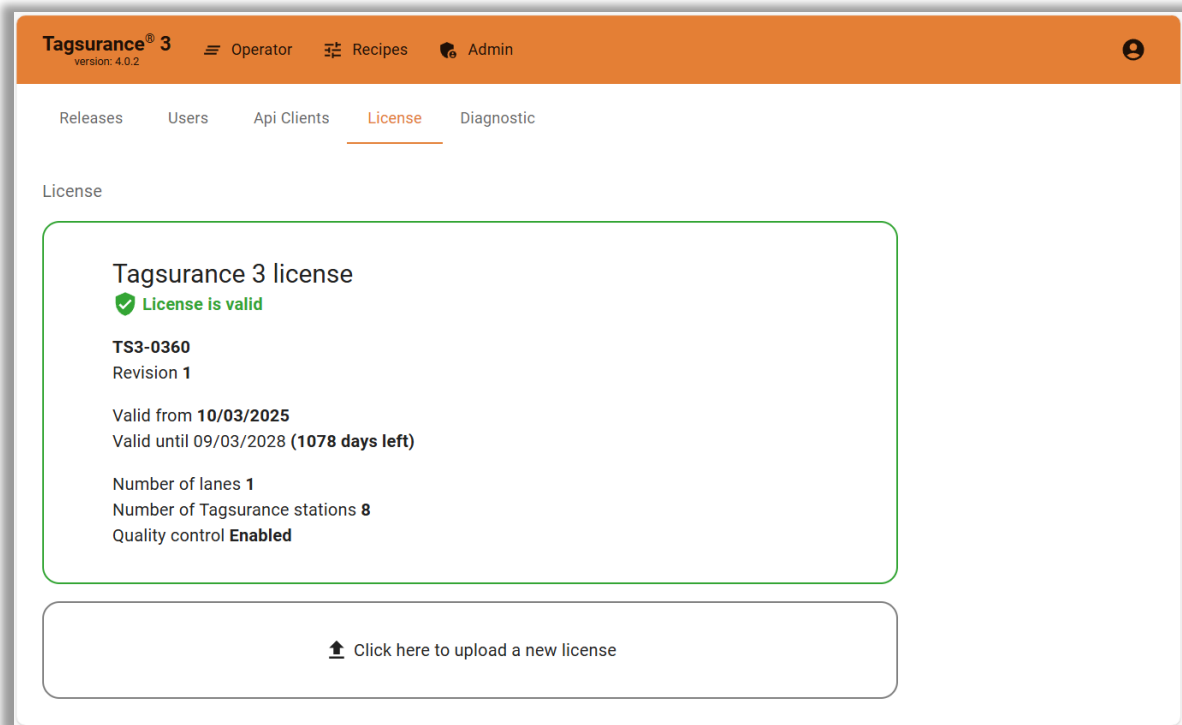 Tagsurance® 3
version: 4.0.2
Operator
Recipes
Admin
Releases
Users
Api Clients
License
Diagnostic
License
Tagsurance 3 license
License is valid
TS3-0360
Revision 1
Valid from 10/03/2025
Valid until 09/03/2028 (1078 days left)
Number of lanes 1
Number of Tagsurance stations 8
Quality control Enabled
Click here to upload a new license